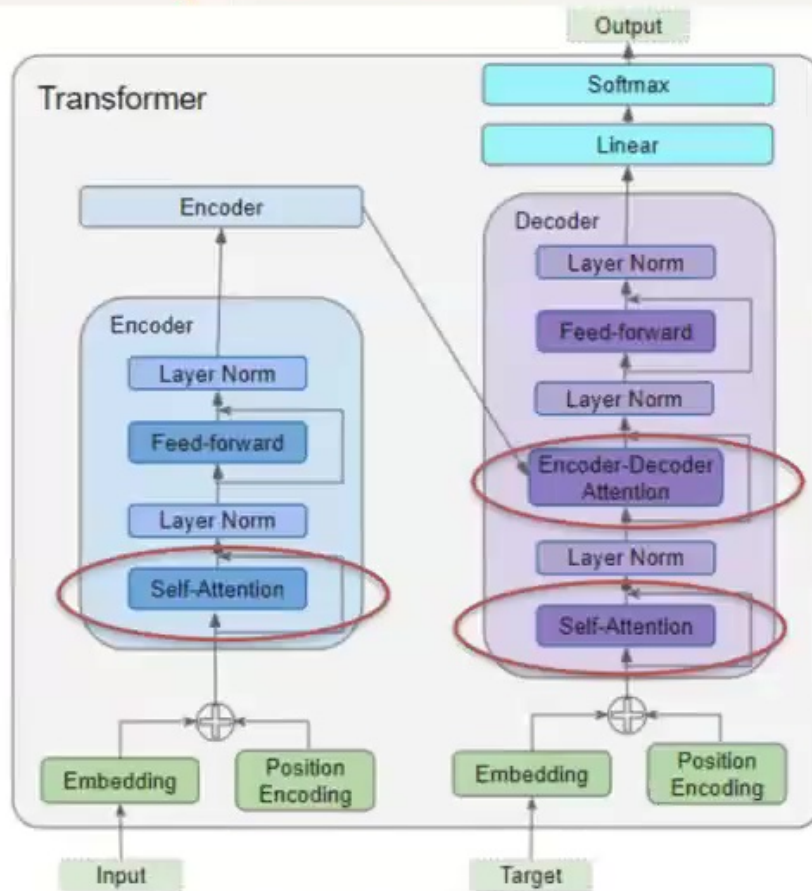 Output
Transformer
Softmax
Linear
Encoder
Encoder
Layer Norm
Feed-forward
Layer Norm
Self-Attention
Decoder
Layer Norm
Feed-forward
Layer Norm
Encoder-Decoder
Attention
Layer Norm
Self-Attention
Embedding
Position
Encoding
Embedding
Position
Encoding
Input
Target